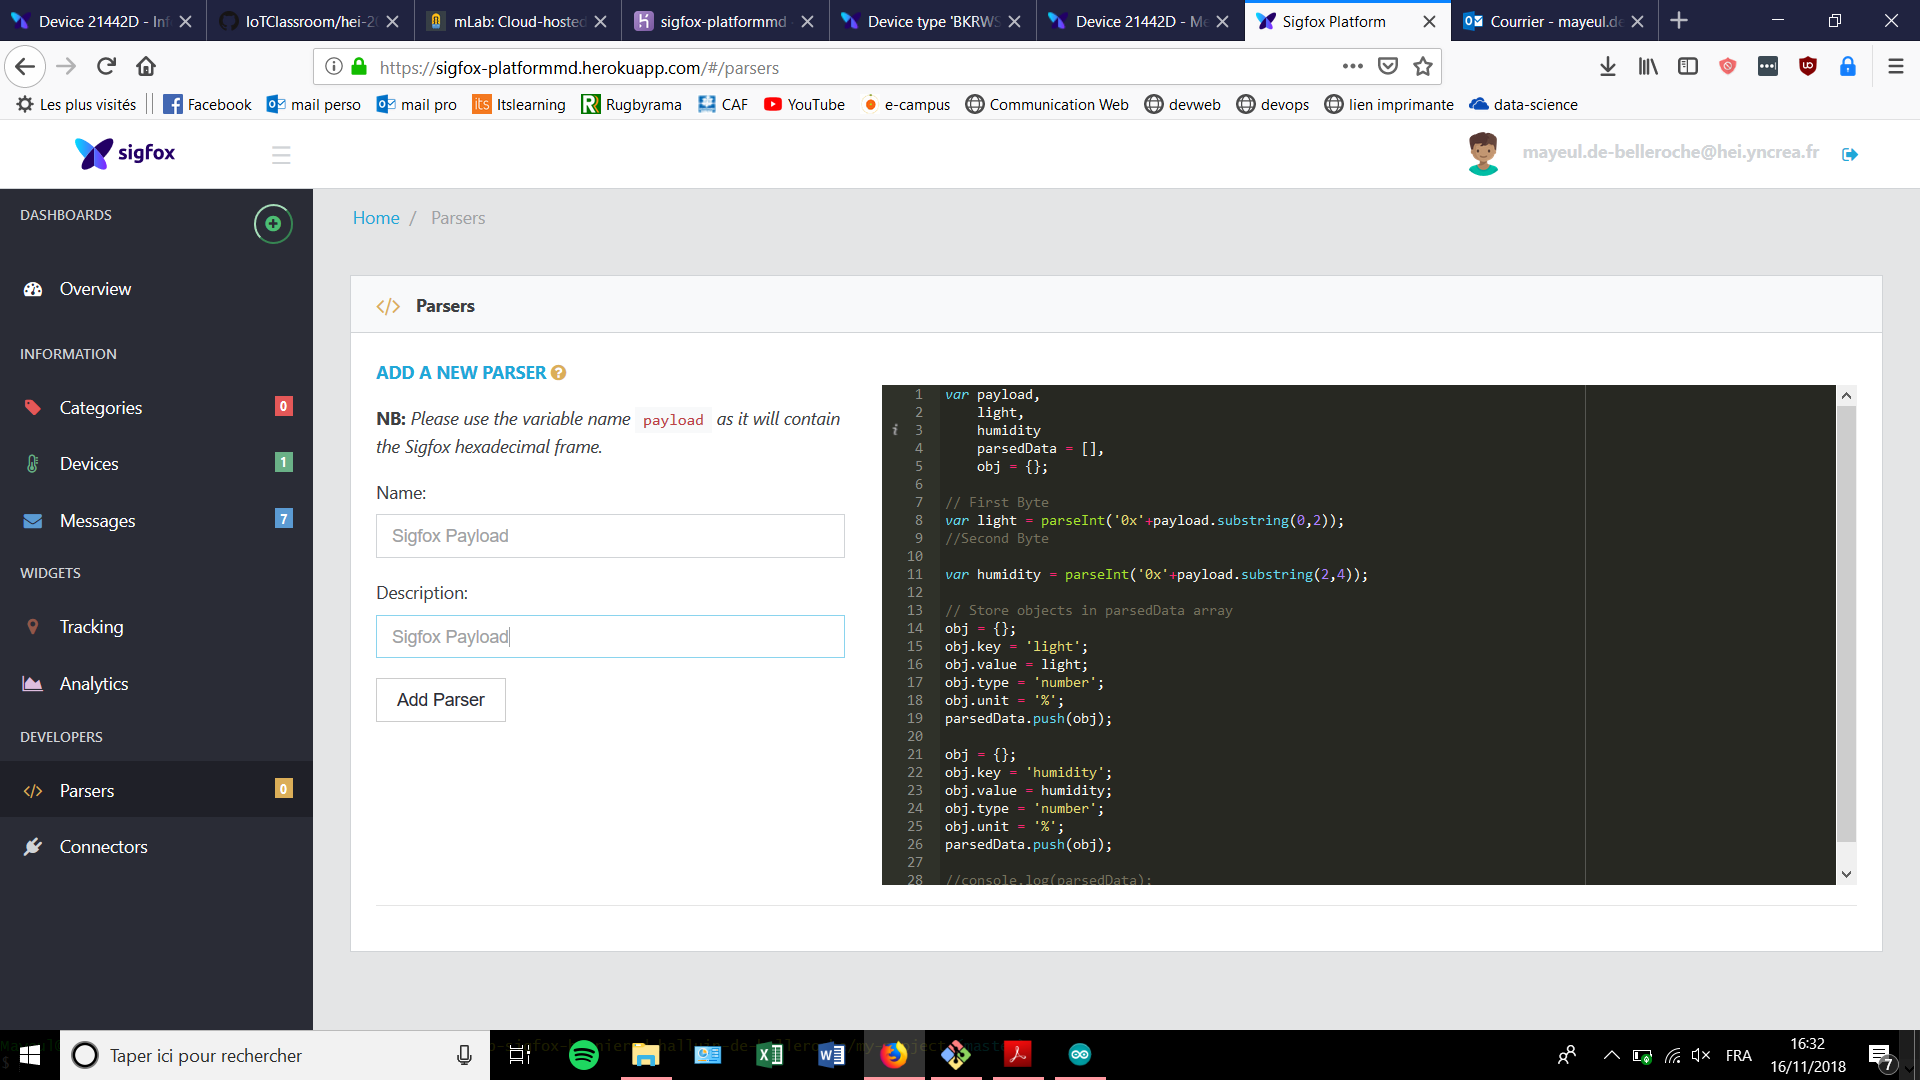 Device 21442D - Inf
IoTClassroom/hei-20
mLab: Cloud-hosted
sigfox-platformmd
Device type 'BKRWS
Device 21442D - Me
Sigfox Platform
Courrier - mayeul.de
https://sigfox-platformmd.herokuapp.com/#/parsers
Les plus visités
Facebook
mail perso
mail pro
its Itslearning
Rugbyrama
CAF
YouTube
e-campus
Communication Web
devweb
devops
lien imprimante
data-science
sigfox
mayeul.de-belleroche@hei.yncrea.fr
DASHBOARDS
Overview
INFORMATION
Categories 0
Devices 1
Messages 7
WIDGETS
Tracking
Analytics
DEVELOPERS
Parsers 0
Connectors
Home / Parsers
</> Parsers
ADD A NEW PARSER ?
NB: Please use the variable name payload as it will contain
the Sigfox hexadecimal frame.
Name:
Sigfox Payload
Description:
Sigfox Payload
Add Parser
1 var payload,
2 light,
i 3 humidity
4 parsedData = [],
5 obj = {};
6
7 // First Byte
8 var light = parseInt('0x'+payload.substring(0,2));
9 //Second Byte
10
11 var humidity = parseInt('0x'+payload.substring(2,4));
12
13 // Store objects in parsedData array
14 obj = {};
15 obj.key = 'light';
16 obj.value = light;
17 obj.type = 'number';
18 obj.unit = '%';
19 parsedData.push(obj);
20
21 obj = {};
22 obj.key = 'humidity';
23 obj.value = humidity;
24 obj.type = 'number';
25 obj.unit = '%';
26 parsedData.push(obj);
27
28 //console.log(parsedData);
Taper ici pour rechercher
FRA
16:32
16/11/2018
7